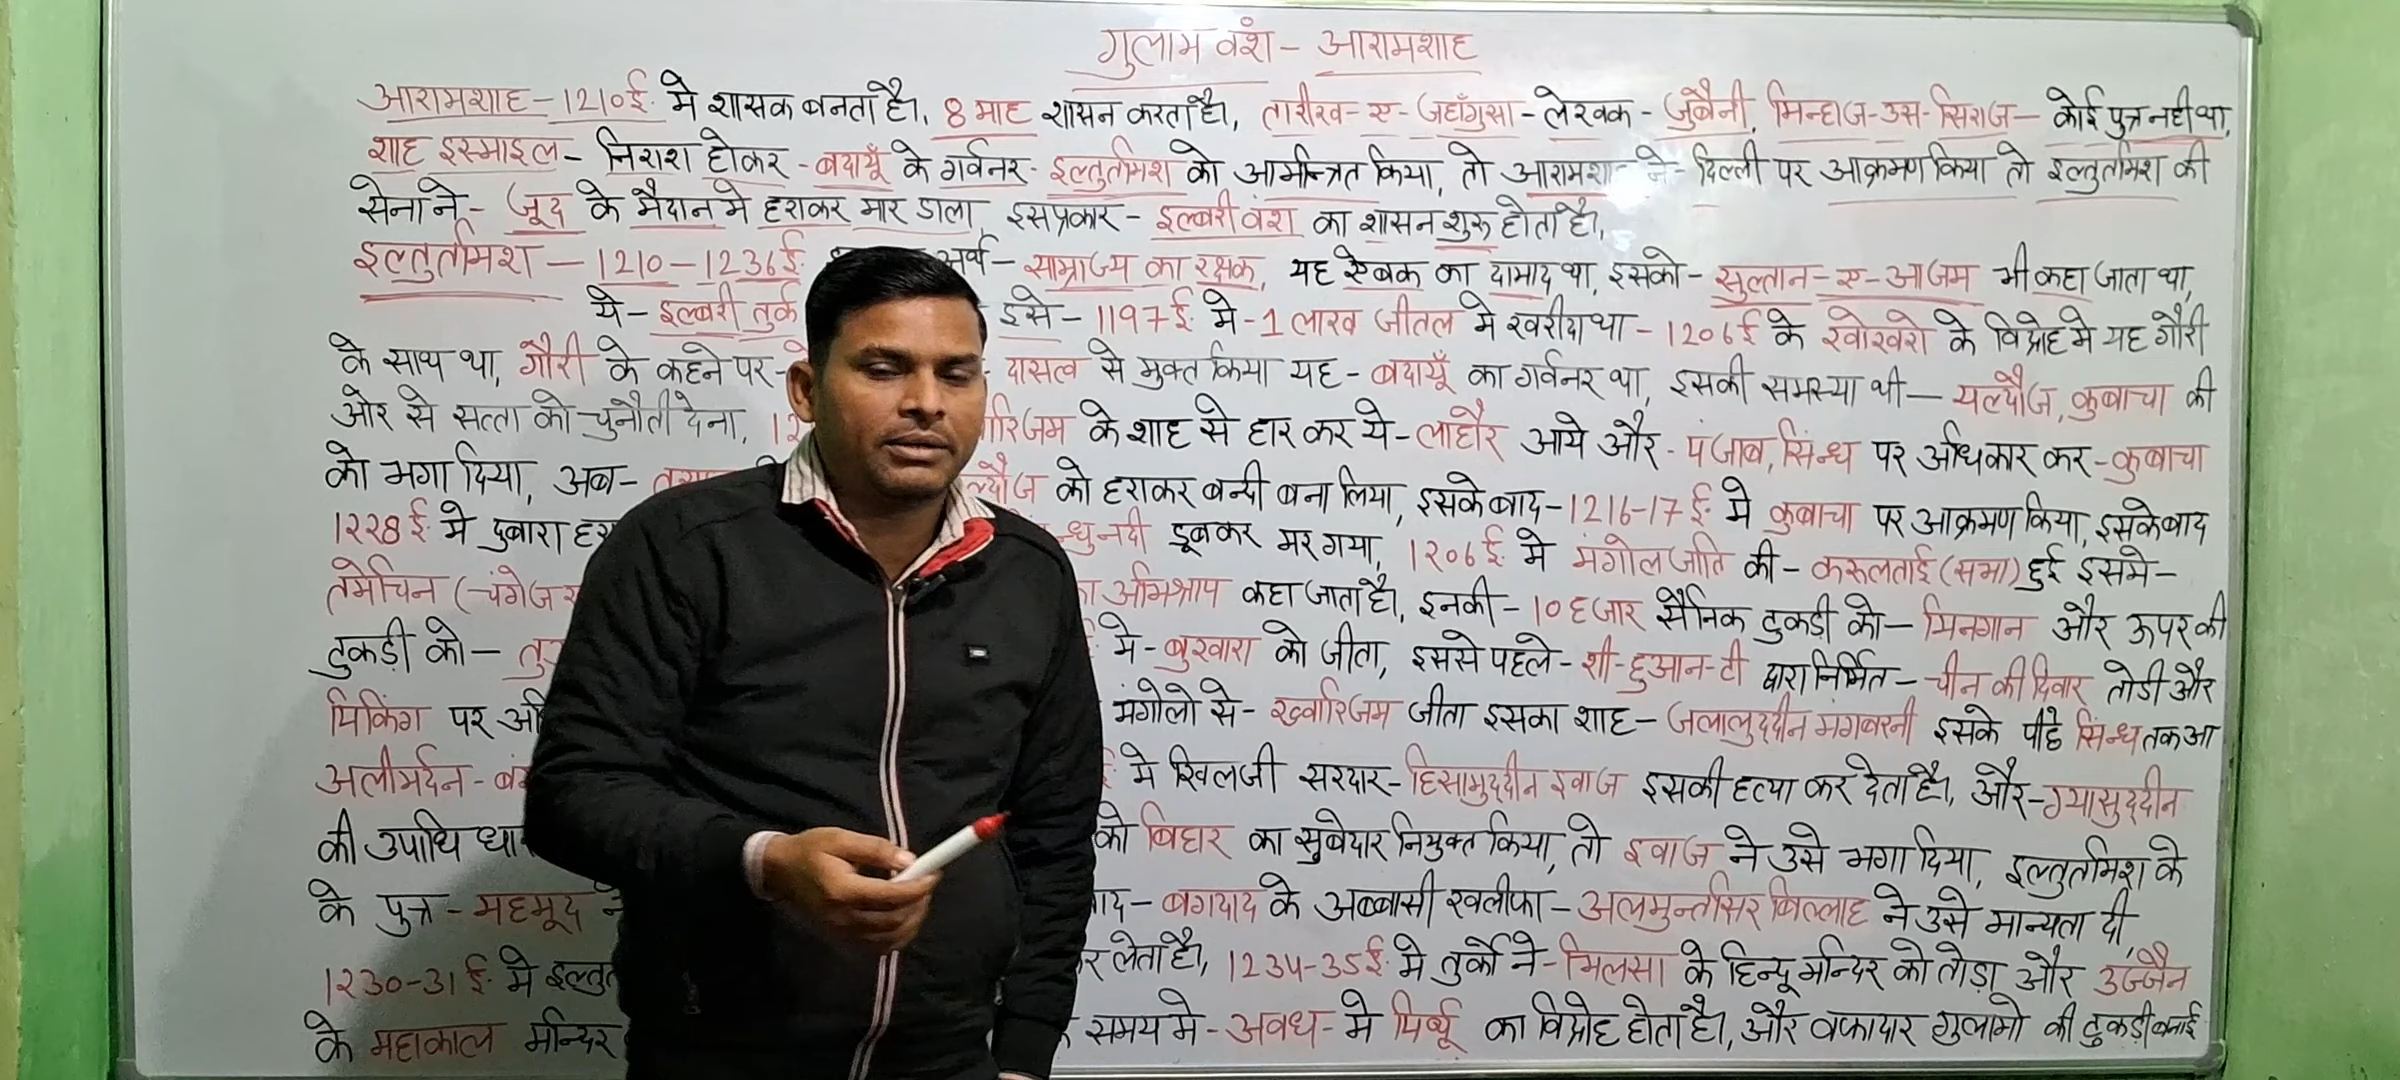 गुलाम वंश - आरामशाह
आरामशाह - 1210 ई. मे शासक बनता है, 8 माह शासन करता है, तारीख-ए-जहाँगुसा - लेखक - जुबैनी, मिन्हाज-उस-सिराज - कोई पुत्र नही था,
शाह इस्माइल - निराश होकर - बदायूँ के गर्वनर - इल्तुतमिश को आमन्त्रित किया, तो आरामशा ने - दिल्ली पर आक्रमण किया तो इल्तुतमिश की
सेना ने - जूद के मैदान मे हराकर मार डाला, इसप्रकार - इल्बरी वंश का शासन शुरु होता है,
इल्तुतमिश - 1210 - 1236 ई. अर्थ - साम्राज्य का रक्षक, यह ऐबक का दामाद था, इसको - सुल्तान-ए-आजम भी कहा जाता था,
ये - इल्बरी तुर्क इसे - 1197 ई. मे - 1 लाख जीतल मे खरीदा था - 1206 ई के खोखरो के विद्रोह मे यह गौरी
के साथ था, गौरी के कहने पर - दासत्व से मुक्त किया यह - बदायूँ का गर्वनर था, इसकी समस्या थी - यल्दौज, कुबाचा की
ओर से सत्ता को चुनौती देना, के शाह से हार कर ये - लाहौर आये और - पंजाब, सिन्ध पर अधिकार कर - कुबाचा
को भगा दिया, अब - को हराकर बन्दी बना लिया, इसके बाद - 1216-17 ई. मे कुबाचा पर आक्रमण किया, इसके बाद
1228 ई. मे दुबारा नदी डूबकर मर गया, 1206 ई. मे मंगोल जाति की - करुलताई (सभा) हुई इसमे -
तमेचिन (चंगेज अभिश्राप कहा जाता है, इनकी - 10 हजार सैनिक टुकड़ी को - मिनगान और ऊपर की
टुकड़ी को - मे - बुखारा को जीता, इससे पहले - शी-हुआन-टी द्वारा निर्मित - चीन की दिवार तोडी और
पिकिंग पर मंगोलो से - ख्वारिजम जीता इसका शाह - जलालुद्दीन मंगबरनी इसके पीछे सिन्ध तक आ
अलीमर्दन - मे खिलजी सरदार - हिसामुद्दीन इवाज इसकी हत्या कर देता है, और - ग्यासुद्दीन
की उपाधि को बिहार का सुबेदार नियुक्त किया, तो इवाज ने उसे भगा दिया, इल्तुतमिश के
के पुत्र - महमूद - बगदाद के अब्बासी खलीफा - अलमुन्तसिर बिल्लाह ने उसे मान्यता दी,
1230-31 ई. मे लेता है, 1234-35 ई. मे तुर्को ने - भिलसा के हिन्दू मन्दिर को तोड़ा और उज्जैन
के महाकाल मन्दिर समय मे - अवध - मे पिर्थू का विद्रोह होता है, और वफादार गुलामो की टुकड़ी बनाई